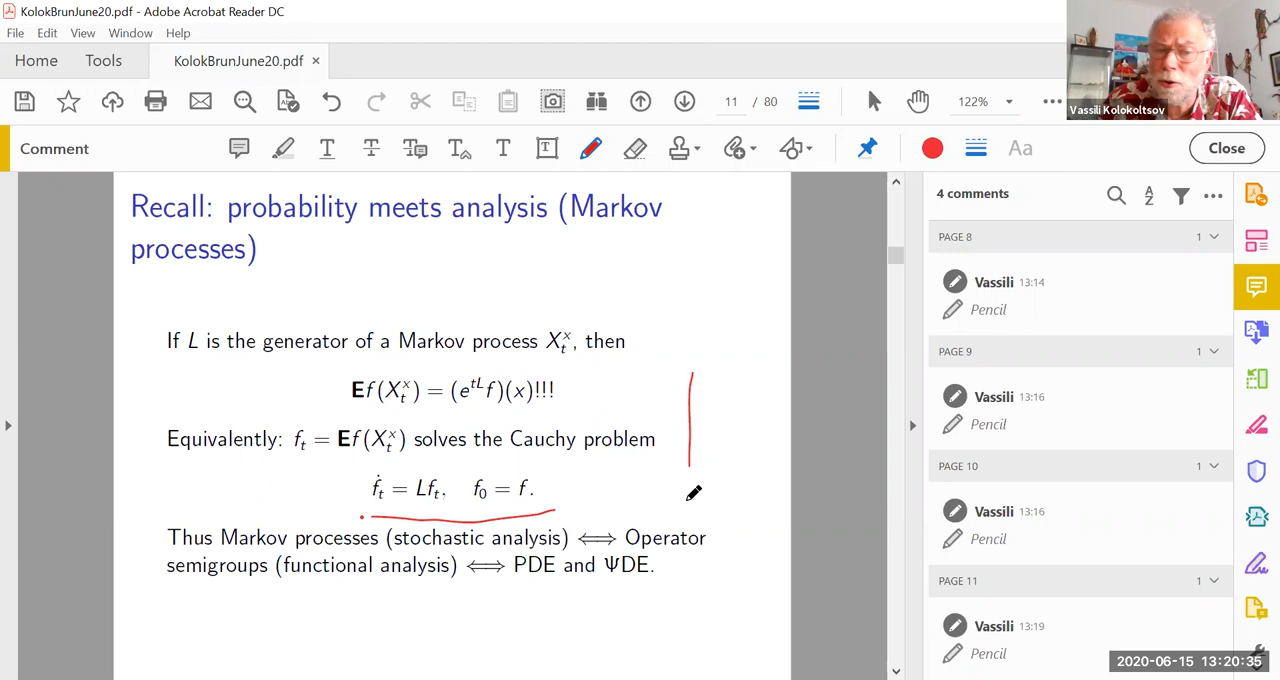 KolokBrunJune20.pdf - Adobe Acrobat Reader DC
File Edit View Window Help
Home Tools KolokBrunJune20.pdf ×
11 / 80 122%
Vassili Kolokoltsov
Comment Aa Close
Recall: probability meets analysis (Markov
processes)
If L is the generator of a Markov process X_t^x, then
Ef(X_t^x) = (e^{tL} f)(x)!!!
Equivalently: f_t = Ef(X_t^x) solves the Cauchy problem
ḟ_t = Lf_t, f_0 = f.
Thus Markov processes (stochastic analysis) ⟺ Operator
semigroups (functional analysis) ⟺ PDE and ΨDE.
4 comments
PAGE 8 1
Vassili 13:14
Pencil
PAGE 9 1
Vassili 13:16
Pencil
PAGE 10 1
Vassili 13:16
Pencil
PAGE 11 1
Vassili 13:19
Pencil
2020-06-15 13:20:35